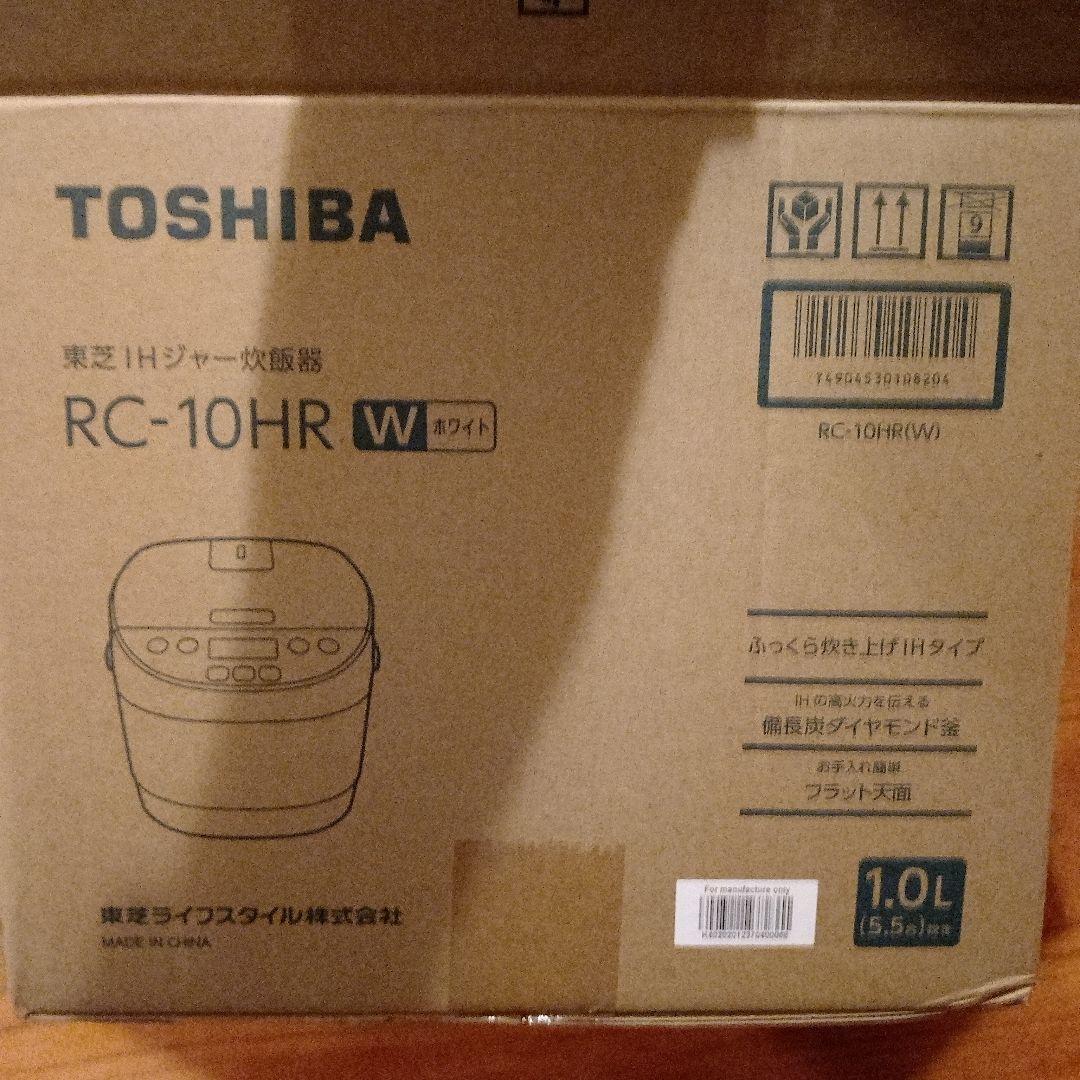 TOSHIBA
東芝IHジャー炊飯器
RC-10HR W ホワイト
9
T4904530108204
RC-10HR(W)
ふっくら炊き上げIHタイプ
IHの高火力を伝える
備長炭ダイヤモンド釜
お手入れ簡単
フラット天面
1.0L
(5.5合)炊き
For manufacture only
東芝ライフスタイル株式会社
MADE IN CHINA